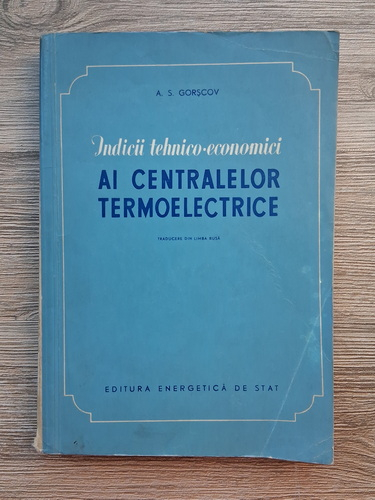 A. S. GORȘCOV
Indicii tehnico-economici
AI CENTRALELOR
TERMOELECTRICE
TRADUCERE DIN LIMBA RUSĂ
EDITURA ENERGETICĂ DE STAT